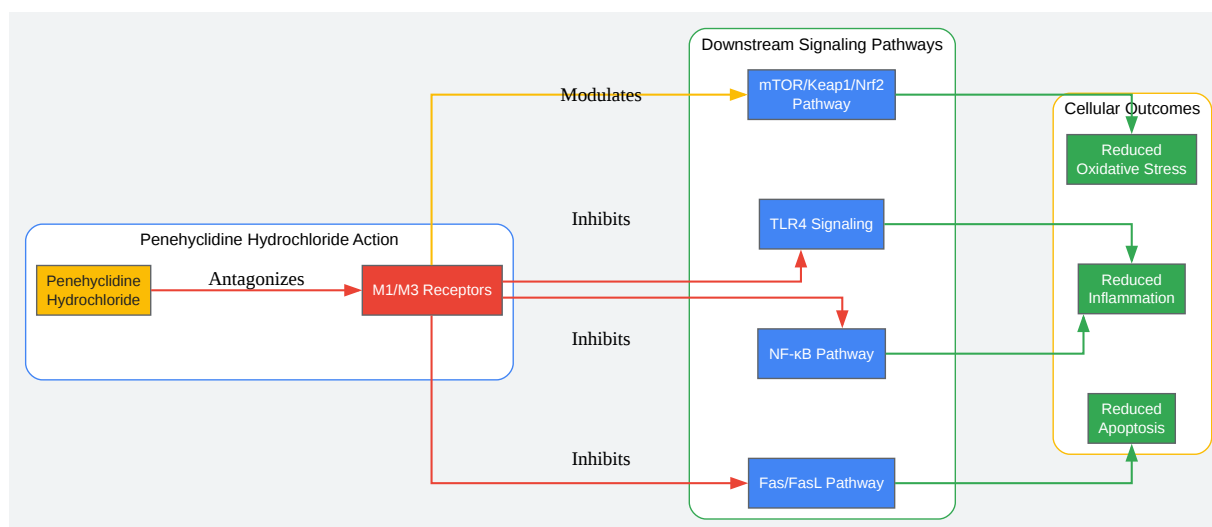 Downstream Signaling Pathways
Modulates
mTOR/Keap1/Nrf2
Pathway
Cellular Outcomes
Reduced
Oxidative Stress
Inhibits
TLR4 Signaling
Penehyclidine Hydrochloride Action
Penehyclidine
Hydrochloride
Antagonizes
M1/M3 Receptors
Reduced
Inflammation
Inhibits
NF-κB Pathway
Reduced
Apoptosis
Inhibits
Fas/FasL Pathway